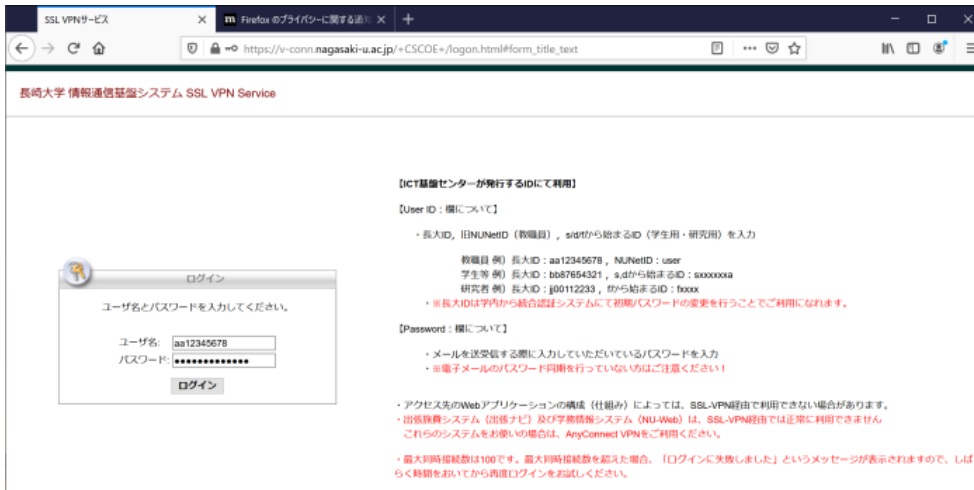 SSL VPNサービス
Firefox のプライバシーに関する通知
https://v-conn.nagasaki-u.ac.jp/+CSCOE+/logon.html#form_title_text
長崎大学 情報通信基盤システム SSL VPN Service
【ICT基盤センターが発行するIDにて利用】
【User ID：欄について】
・長大ID，旧NUNetID（教職員），s/d/fから始まるID（学生用・研究用）を入力
教職員 例）長大ID：aa12345678，NUNetID：user
学生等 例）長大ID：bb87654321，s,dから始まるID：sxxxxxxa
研究者 例）長大ID：jj00112233，fから始まるID：fxxxx
・※長大IDは学内から統合認証システムにて初期パスワードの変更を行うことでご利用になれます。
【Password：欄について】
・メールを送受信する際に入力していただいているパスワードを入力
・※電子メールのパスワード同期を行っていない方はご注意ください！
・アクセス先のWebアプリケーションの構成（仕組み）によっては、SSL-VPN経由で利用できない場合があります。
・出張旅費システム（出張ナビ）及び学務情報システム（NU-Web）は、SSL-VPN経由では正常に利用できません
これらのシステムをお使いの場合は、AnyConnect VPNをご利用ください。
・最大同時接続数は100です。最大同時接続数を超えた場合、「ログインに失敗しました」というメッセージが表示されますので、しば
らく時間をおいてから再度ログインをお試しください。
ログイン
ユーザ名とパスワードを入力してください。
ユーザ名: aa12345678
パスワード: •••••••••••••
ログイン